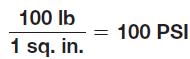 100 lb
1 sq. in. = 100 PSI